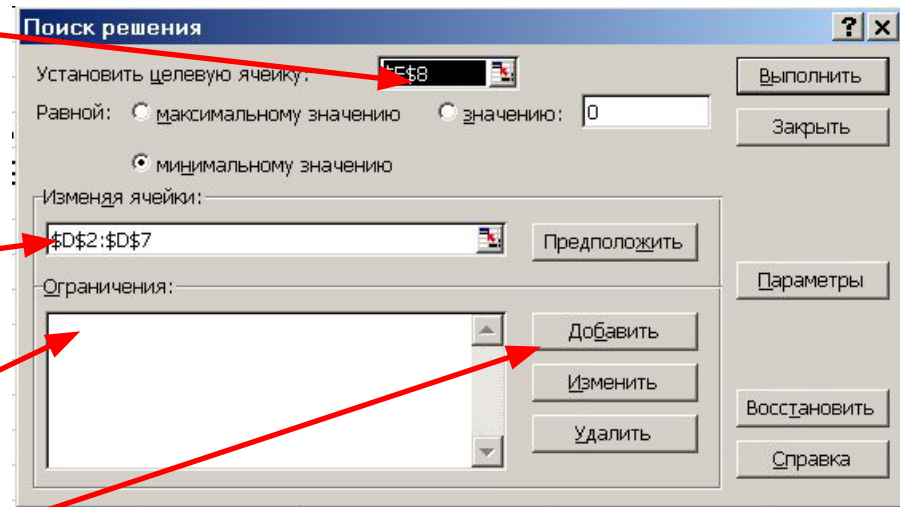 Поиск решения
Установить целевую ячейку: $8
Равной: максимальному значению значению: 0
минимальному значению
Изменяя ячейки:
$D$2:$D$7
Предположить
Ограничения:
Добавить
Изменить
Удалить
Выполнить
Закрыть
Параметры
Восстановить
Справка